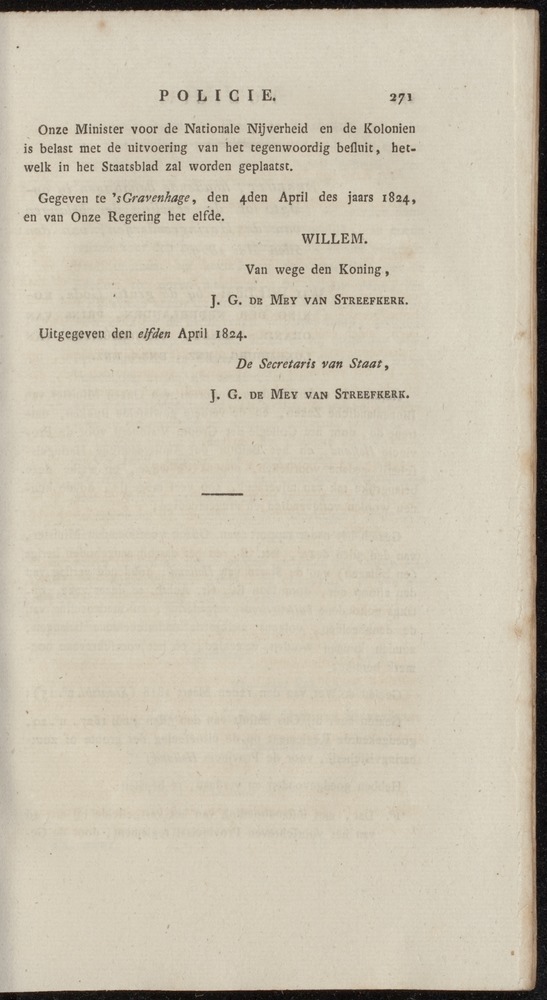 POLICIE. 271
Onze Minister voor de Nationale Nijverheid en de Kolonien
is belast met de uitvoering van het tegenwoordig besluit, het-
welk in het Staatsblad zal worden geplaatst.
Gegeven te 'sGravenhage, den 4den April des jaars 1824,
en van Onze Regering het elfde.
WILLEM.
Van wege den Koning,
J. G. DE MEY VAN STREEFKERK.
Uitgegeven den elfden April 1824.
De Secretaris van Staat,
J. G. DE MEY VAN STREEFKERK.